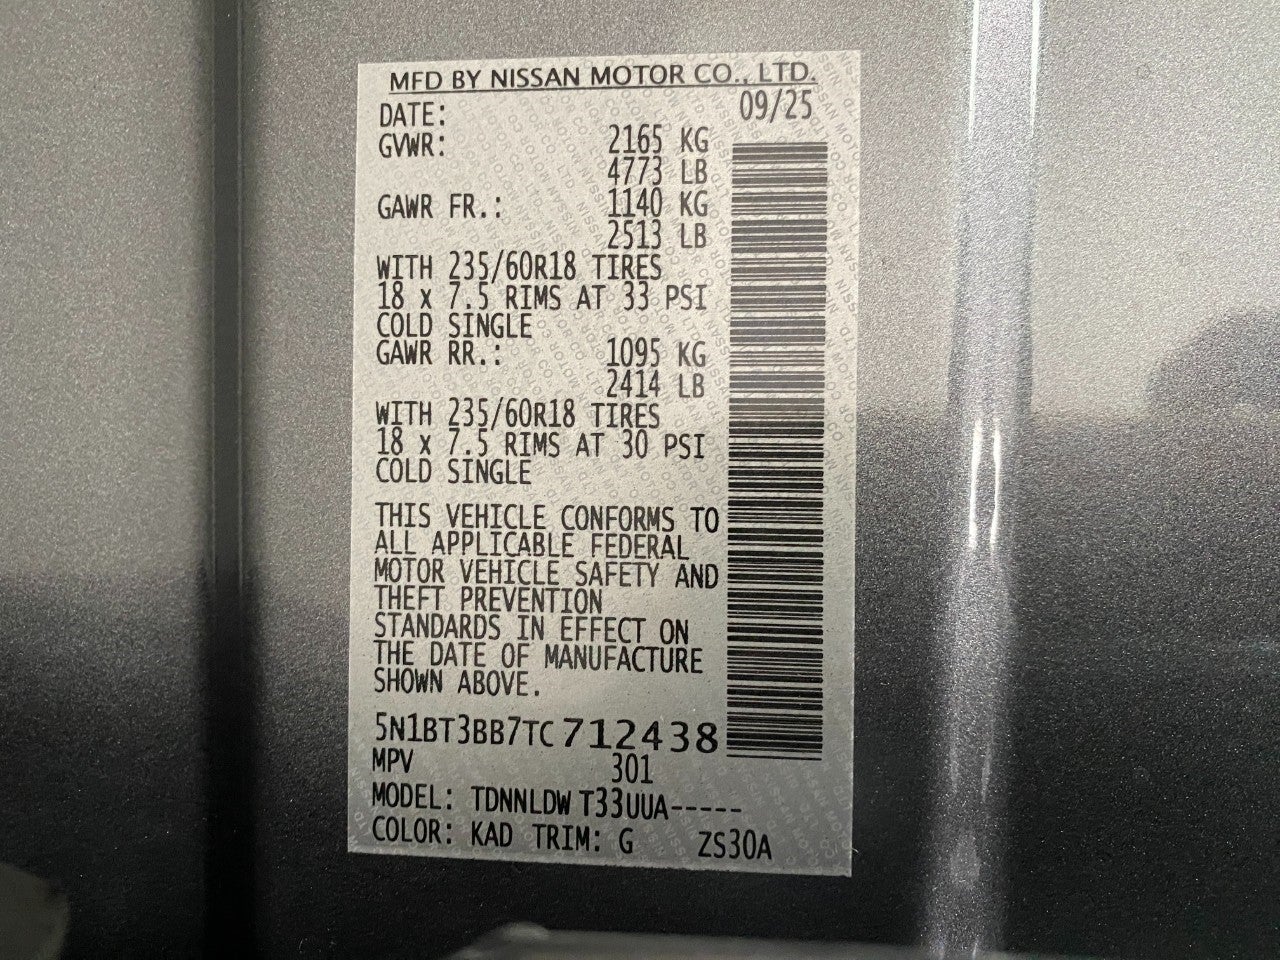 MFD BY NISSAN MOTOR CO., LTD.
DATE: 09/25
GVWR: 2165 KG
4773 LB
GAWR FR.: 1140 KG
2513 LB
WITH 235/60R18 TIRES
18 x 7.5 RIMS AT 33 PSI
COLD SINGLE
GAWR RR.: 1095 KG
2414 LB
WITH 235/60R18 TIRES
18 x 7.5 RIMS AT 30 PSI
COLD SINGLE
THIS VEHICLE CONFORMS TO
ALL APPLICABLE FEDERAL
MOTOR VEHICLE SAFETY AND
THEFT PREVENTION
STANDARDS IN EFFECT ON
THE DATE OF MANUFACTURE
SHOWN ABOVE.
5N1BT3BB7TC712438
MPV 301
MODEL: TDNNLDW T33UUA-----
COLOR: KAD TRIM: G ZS30A